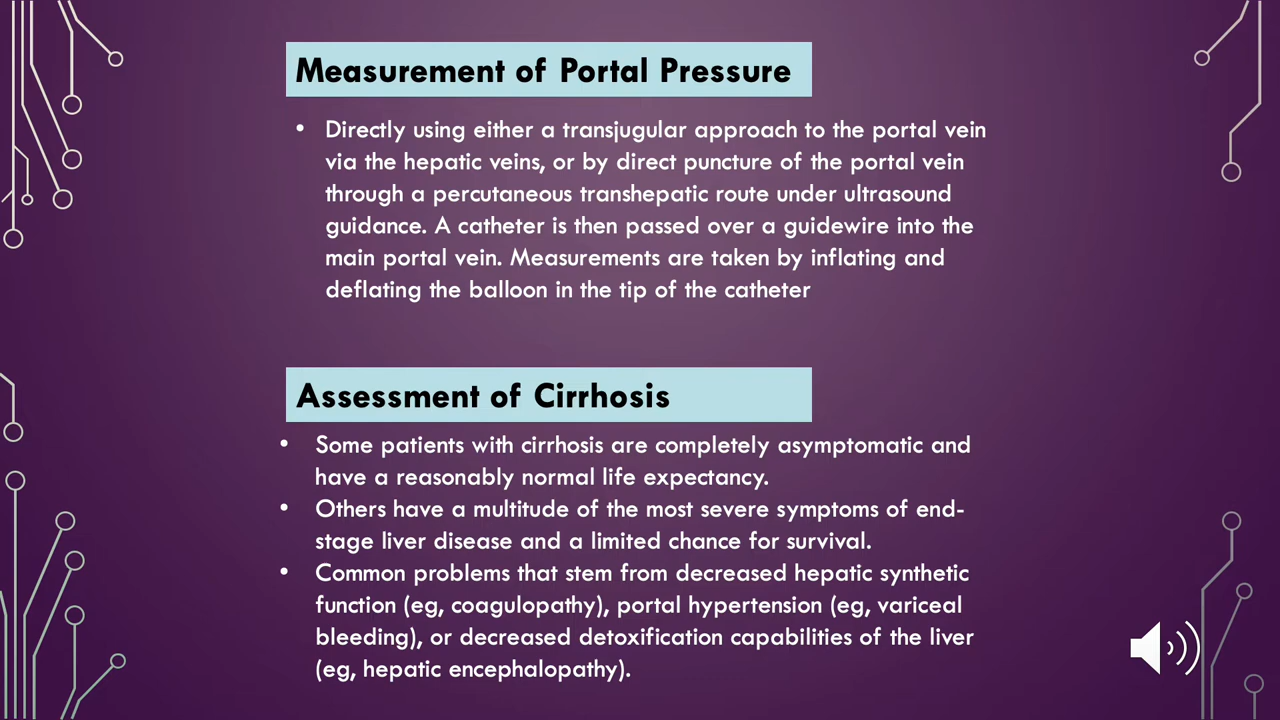 Measurement of Portal Pressure
• Directly using either a transjugular approach to the portal vein
via the hepatic veins, or by direct puncture of the portal vein
through a percutaneous transhepatic route under ultrasound
guidance. A catheter is then passed over a guidewire into the
main portal vein. Measurements are taken by inflating and
deflating the balloon in the tip of the catheter
Assessment of Cirrhosis
• Some patients with cirrhosis are completely asymptomatic and
have a reasonably normal life expectancy.
• Others have a multitude of the most severe symptoms of end-
stage liver disease and a limited chance for survival.
• Common problems that stem from decreased hepatic synthetic
function (eg, coagulopathy), portal hypertension (eg, variceal
bleeding), or decreased detoxification capabilities of the liver
(eg, hepatic encephalopathy).